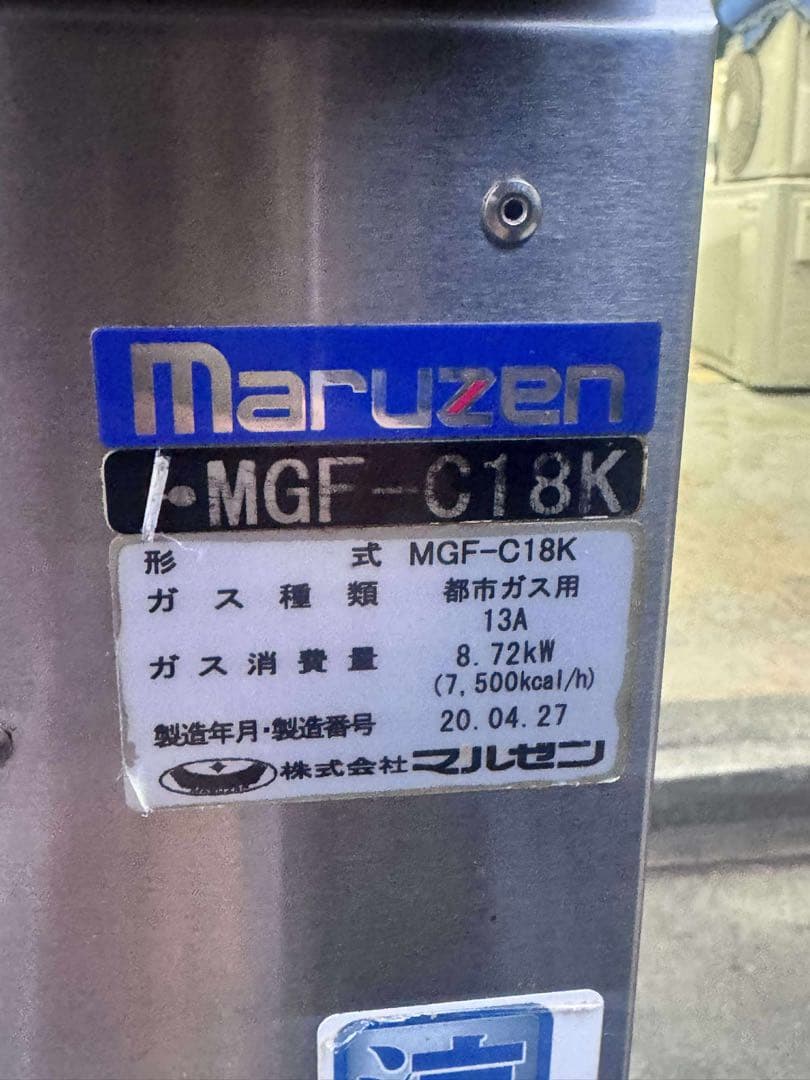 maruzen
MGF-C18K
形式 MGF-C18K
ガス種類 都市ガス用
13A
ガス消費量 8.72kW
(7,500kcal/h)
製造年月・製造番号 20.04.27
MARUZEN 株式会社マルゼン
涼